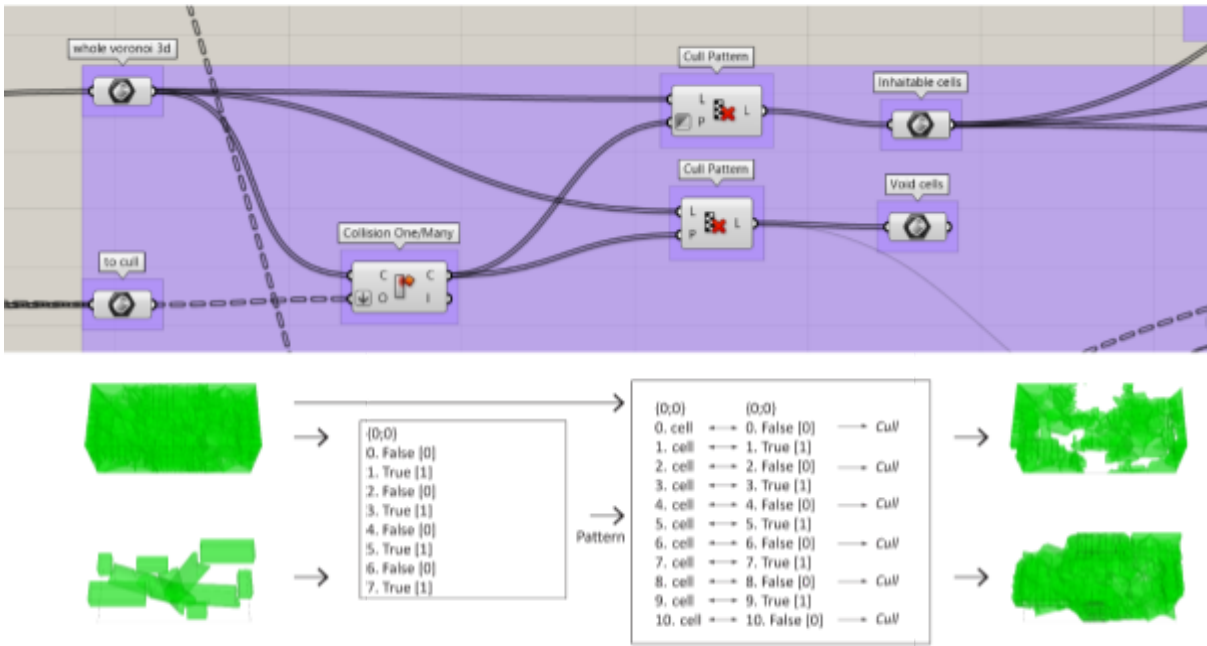 whole voronoi 3d
Cull Pattern
Inhaitable cells
L
P
L
Cull Pattern
Void cells
L
P
L
Collision One/Many
to cull
C
O
C
I
{0;0}
0. False [0]
1. True [1]
2. False [0]
3. True [1]
4. False [0]
5. True [1]
6. False [0]
7. True [1]
Pattern
{0;0} {0;0}
0. cell 0. False [0] Cull
1. cell 1. True [1]
2. cell 2. False [0] Cull
3. cell 3. True [1]
4. cell 4. False [0] Cull
5. cell 5. True [1]
6. cell 6. False [0] Cull
7. cell 7. True [1]
8. cell 8. False [0] Cull
9. cell 9. True [1]
10. cell 10. False [0] Cull